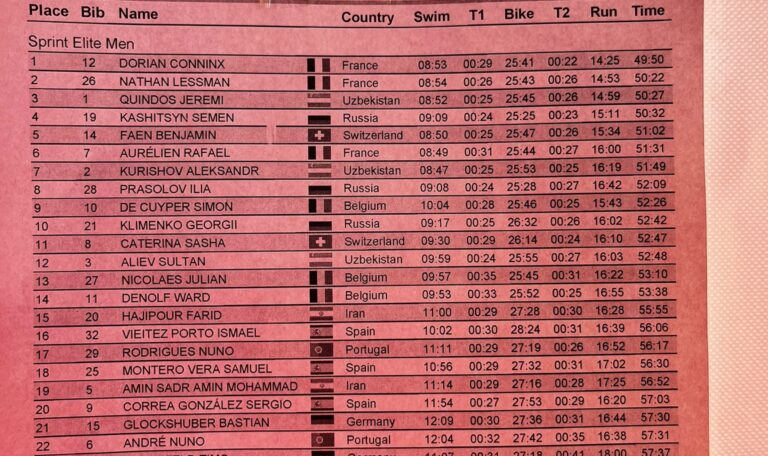 Place Bib Name Country Swim T1 Bike T2 Run Time
Sprint Elite Men
1 12 DORIAN CONNINX France 08:53 00:29 25:41 00:22 14:25 49:50
2 26 NATHAN LESSMAN France 08:54 00:26 25:43 00:26 14:53 50:22
3 1 QUINDOS JEREMI Uzbekistan 08:52 00:25 25:45 00:26 14:59 50:27
4 19 KASHITSYN SEMEN Russia 09:09 00:24 25:25 00:23 15:11 50:32
5 14 FAEN BENJAMIN Switzerland 08:50 00:25 25:47 00:26 15:34 51:02
6 7 AURÉLIEN RAFAEL France 08:49 00:31 25:44 00:27 16:00 51:31
7 2 KURISHOV ALEKSANDR Uzbekistan 08:47 00:25 25:53 00:25 16:19 51:49
8 28 PRASOLOV ILIA Russia 09:08 00:24 25:28 00:27 16:42 52:09
9 10 DE CUYPER SIMON Belgium 10:04 00:28 25:46 00:25 15:43 52:26
10 21 KLIMENKO GEORGII Russia 09:17 00:25 26:32 00:26 16:02 52:42
11 8 CATERINA SASHA Switzerland 09:30 00:29 26:14 00:24 16:10 52:47
12 3 ALIEV SULTAN Uzbekistan 09:59 00:24 25:55 00:27 16:03 52:48
13 27 NICOLAES JULIAN Belgium 09:57 00:35 25:45 00:31 16:22 53:10
14 11 DENOLF WARD Belgium 09:53 00:33 25:52 00:25 16:55 53:38
15 20 HAJIPOUR FARID Iran 11:00 00:29 27:28 00:30 16:28 55:55
16 32 VIEITEZ PORTO ISMAEL Spain 10:02 00:30 28:24 00:31 16:39 56:06
17 29 RODRIGUES NUNO Portugal 11:11 00:29 27:19 00:26 16:52 56:17
18 25 MONTERO VERA SAMUEL Spain 10:56 00:29 27:32 00:31 17:02 56:30
19 5 AMIN SADR AMIN MOHAMMAD Iran 11:14 00:29 27:16 00:28 17:25 56:52
20 9 CORREA GONZÁLEZ SERGIO Spain 11:54 00:27 27:53 00:29 16:20 57:03
21 15 GLOCKSHUBER BASTIAN Germany 12:09 00:30 27:36 00:31 16:44 57:30
22 6 ANDRÉ NUNO Portugal 12:04 00:32 27:42 00:35 16:38 57:31
18:00 57:37